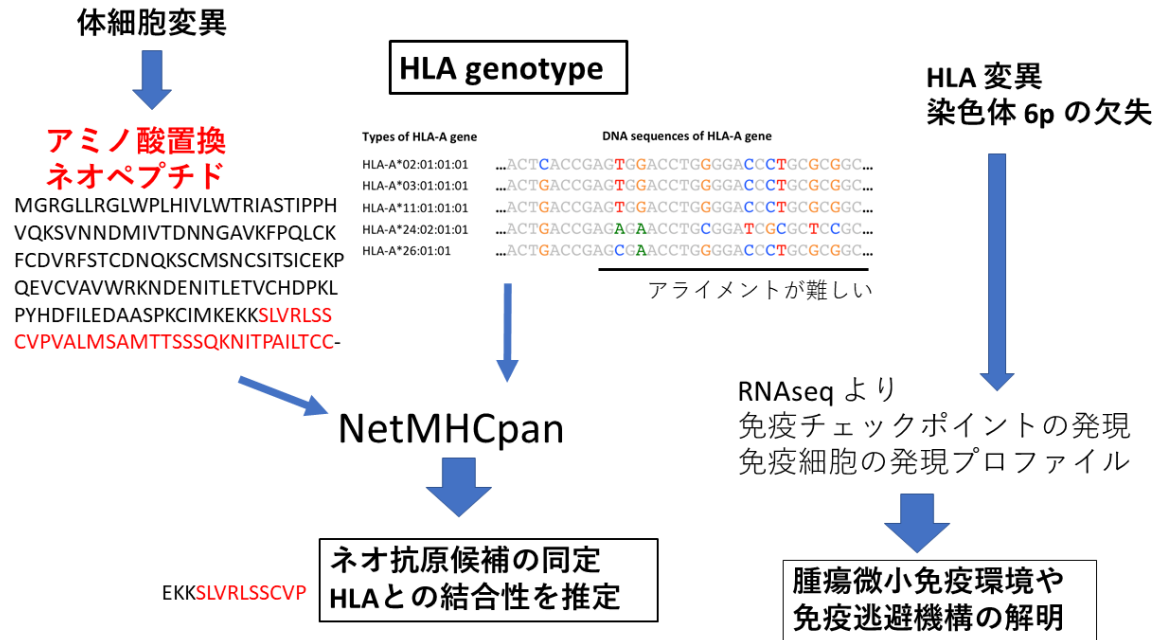 体細胞変異
アミノ酸置換
ネオペプチド
MGRGLLRGLWPLHIVLWTRIASTIPPH
VQKSVNNDMIVTDNNGAVKFPQLCK
FCDVRFSTCDNQKSCMSNCSITSICEKP
QEVCVAVWRKNDENITLETVCHDPKL
PYHDFILEDAASPKCIMKEKKSLVRLSS
CVPVALMSAMTTSSSQKNITPAILTCC-
HLA genotype
Types of HLA-A gene DNA sequences of HLA-A gene
HLA-A*02:01:01:01 ...ACTCACCGAGTGGACCTGGGGACCCTGCGCGGC...
HLA-A*03:01:01:01 ...ACTGACCGAGTGGACCTGGGGACCCTGCGCGGC...
HLA-A*11:01:01:01 ...ACTGACCGAGTGGACCTGGGGACCCTGCGCGGC...
HLA-A*24:02:01:01 ...ACTGACCGAGAGAACCTGCGGATCGCGCTCCGC...
HLA-A*26:01:01 ...ACTGACCGAGCGAACCTGGGGACCCTGCGCGGC...
アライメントが難しい
HLA 変異
染色体 6p の欠失
NetMHCpan
RNAseq より
免疫チェックポイントの発現
免疫細胞の発現プロファイル
EKKSLVRLSSCVP
ネオ抗原候補の同定
HLAとの結合性を推定
腫瘍微小免疫環境や
免疫逃避機構の解明